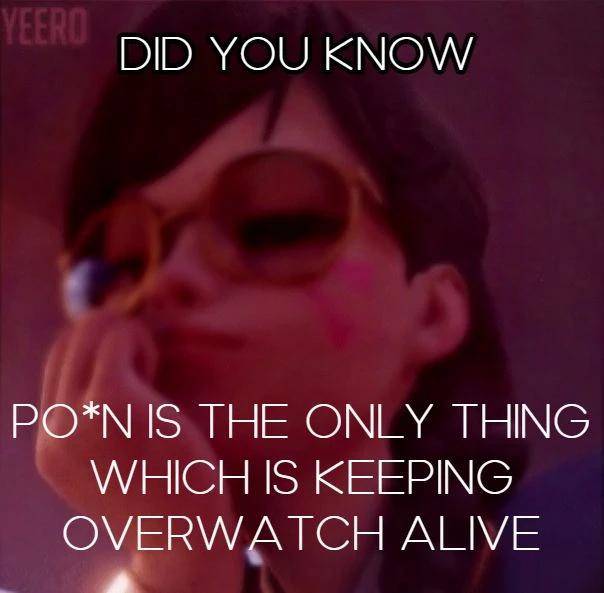 YEERO
DID YOU KNOW
PO*N IS THE ONLY THING
WHICH IS KEEPING
OVERWATCH ALIVE